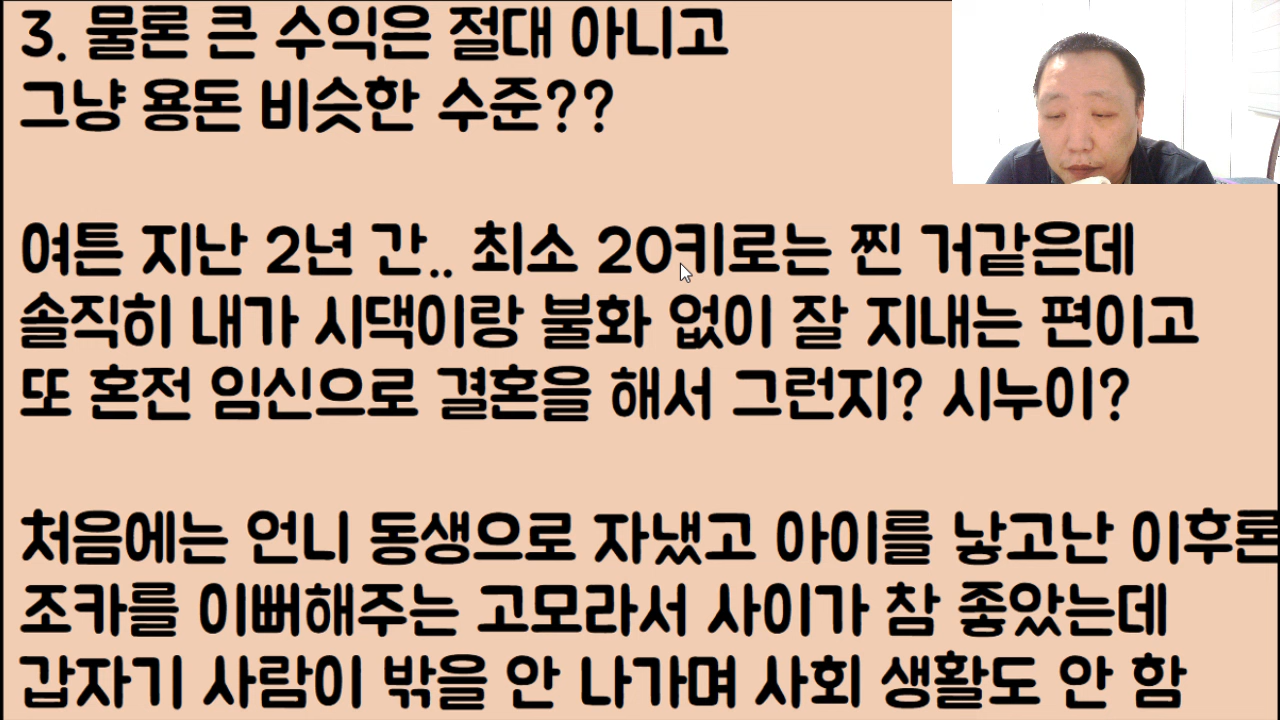 3. 물론 큰 수익은 절대 아니고
그냥 용돈 비슷한 수준??
여튼 지난 2년 간.. 최소 20키로는 찐 거같은데
솔직히 내가 시댁이랑 불화 없이 잘 지내는 편이고
또 혼전 임신으로 결혼을 해서 그런지? 시누이?
처음에는 언니 동생으로 자냈고 아이를 낳고난 이후론
조카를 이뻐해주는 고모라서 사이가 참 좋았는데
갑자기 사람이 밖을 안 나가며 사회 생활도 안 함